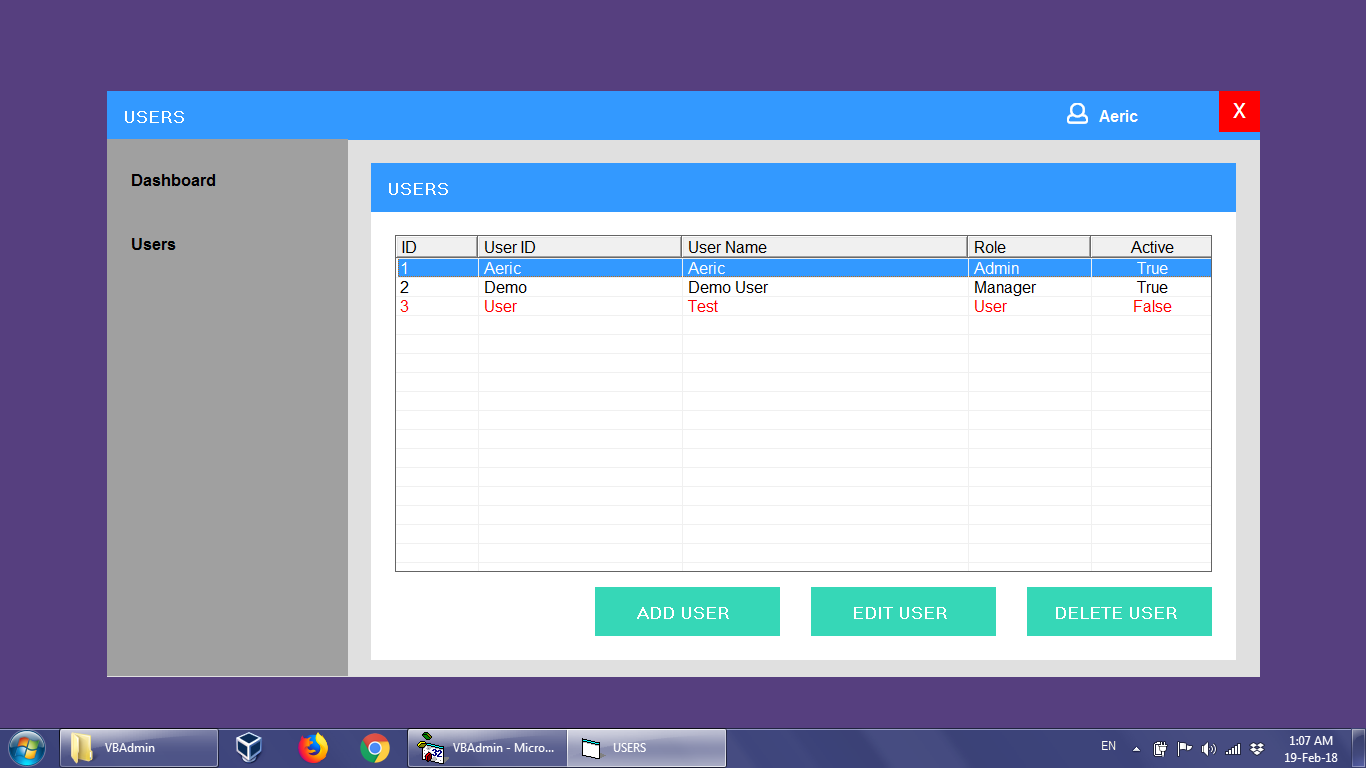 USERS
Aeric
X
Dashboard
Users
USERS
ID User ID User Name Role Active
1 Aeric Aeric Admin True
2 Demo Demo User Manager True
3 User Test User False
ADD USER EDIT USER DELETE USER
VBAdmin
VBAdmin - Micro...
USERS
EN
1:07 AM
19-Feb-18